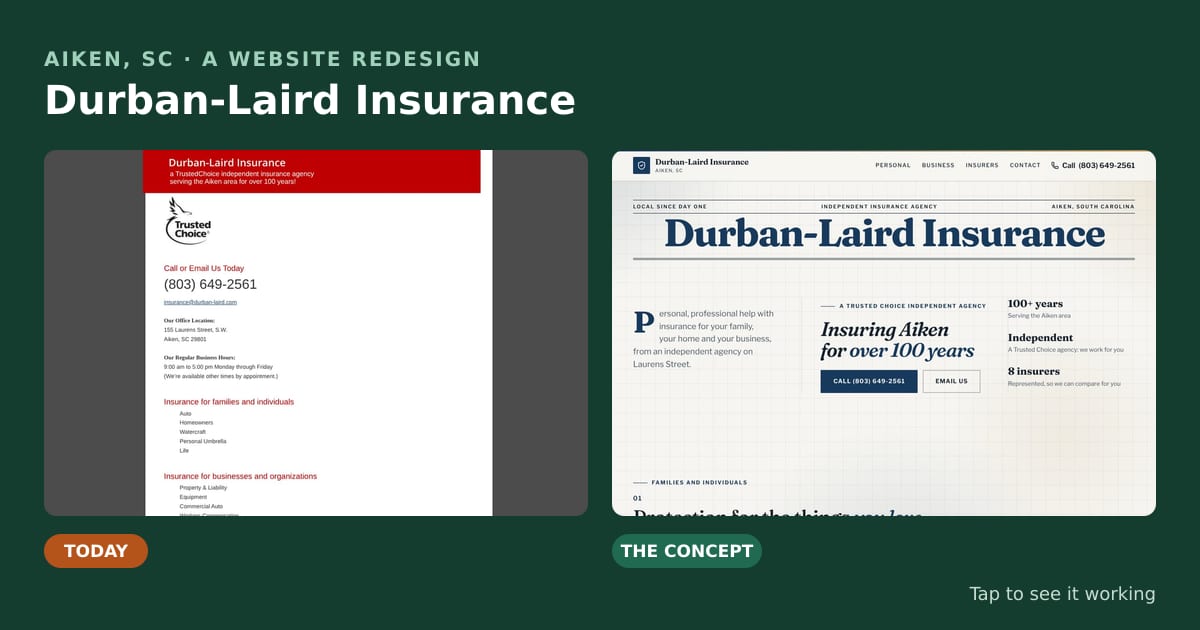 AIKEN, SC · A WEBSITE REDESIGN
Durban-Laird Insurance
Durban-Laird Insurance
a TrustedChoice independent insurance agency
serving the Aiken area for over 100 years!
Trusted
Choice®
Call or Email Us Today
(803) 649-2561
insurance@durban-laird.com
Our Office Location:
155 Laurens Street, S.W.
Aiken, SC 29801
Our Regular Business Hours:
9:00 am to 5:00 pm Monday through Friday
(We're available other times by appointment.)
Insurance for families and individuals
Auto
Homeowners
Watercraft
Personal Umbrella
Life
Insurance for businesses and organizations
Property & Liability
Equipment
Commercial Auto
Workers Compensation
TODAY
Durban-Laird Insurance
AIKEN, SC
PERSONAL BUSINESS INSURERS CONTACT Call (803) 649-2561
LOCAL SINCE DAY ONE INDEPENDENT INSURANCE AGENCY AIKEN, SOUTH CAROLINA
Durban-Laird Insurance
Personal, professional help with
insurance for your family,
your home and your business,
from an independent agency on
Laurens Street.
A TRUSTED CHOICE INDEPENDENT AGENCY
Insuring Aiken
for over 100 years
CALL (803) 649-2561 EMAIL US
100+ years
Serving the Aiken area
Independent
A Trusted Choice agency: we work for you
8 insurers
Represented, so we can compare for you
FAMILIES AND INDIVIDUALS
01
Protection for the things you love
THE CONCEPT
Tap to see it working